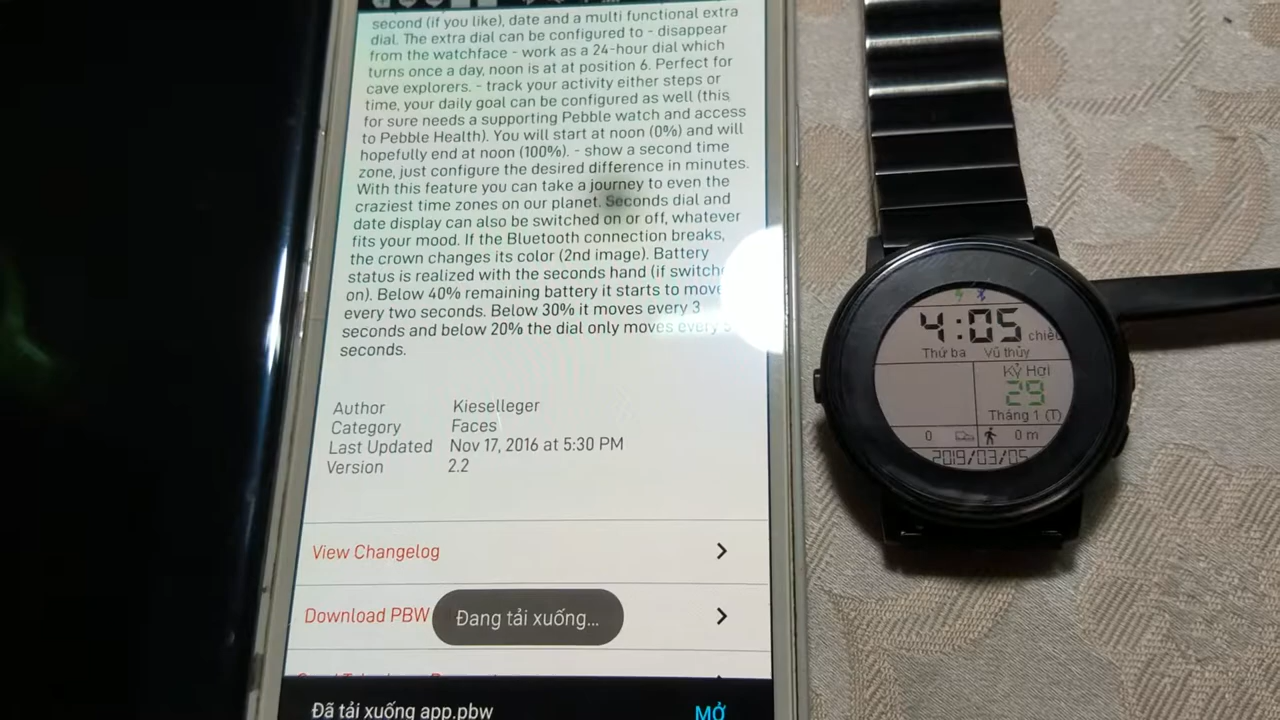 second (if you like), date and a multi functional extra
dial. The extra dial can be configured to - disappear
from the watchface - work as a 24-hour dial which
turns once a day, noon is at at position 6. Perfect for
cave explorers. - track your activity either steps or
time, your daily goal can be configured as well (this
for sure needs a supporting Pebble watch and access
to Pebble Health). You will start at noon (0%) and will
hopefully end at noon (100%). - show a second time
zone, just configure the desired difference in minutes.
With this feature you can take a journey to even the
craziest time zones on our planet. Seconds dial and
date display can also be switched on or off, whatever
fits your mood. If the Bluetooth connection breaks,
the crown changes its color (2nd image). Battery
status is realized with the seconds hand (if switche
on). Below 40% remaining battery it starts to move
every two seconds. Below 30% it moves every 3
seconds and below 20% the dial only moves every 5
seconds.
Author Kieselleger
Category Faces
Last Updated Nov 17, 2016 at 5:30 PM
Version 2.2
View Changelog
Download PBW
Đang tải xuống...
Đã tải xuống app.pbw MỞ
4:05 chiều
Thứ ba Vũ thủy
Kỷ Hợi
29
Tháng 1 (T)
0 0 m
2019/03/05